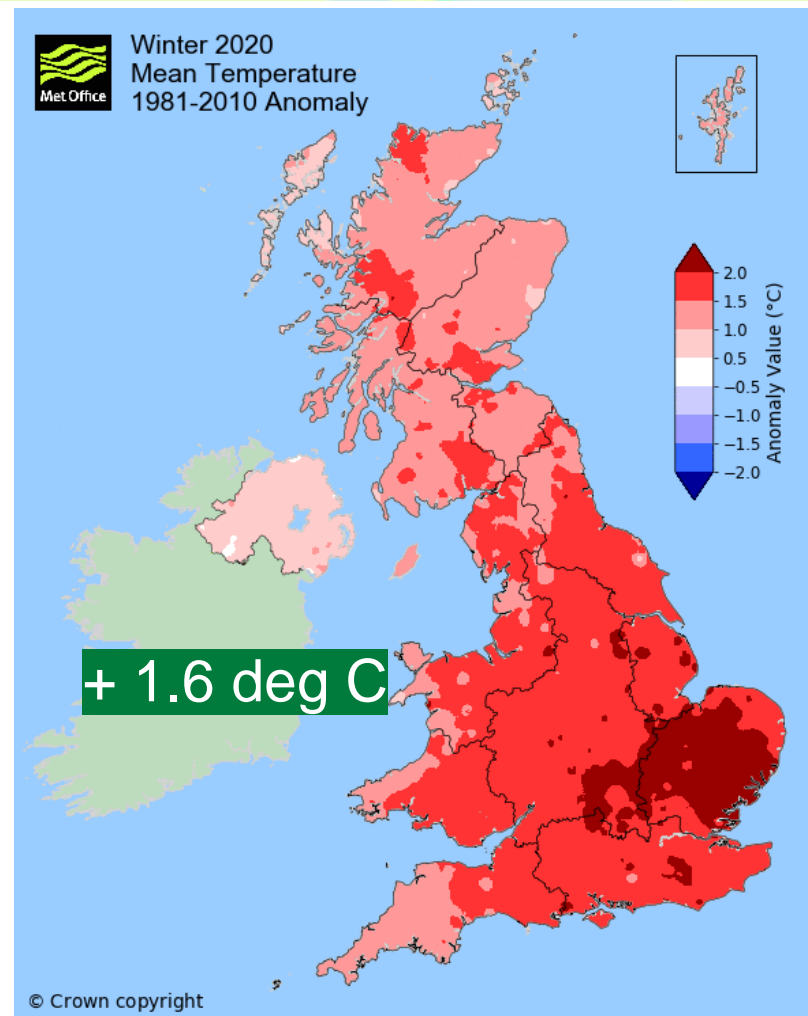 Met Office
Winter 2020
Mean Temperature
1981-2010 Anomaly
2.0
1.5
1.0
0.5
−0.5
−1.0
−1.5
−2.0
Anomaly Value (°C)
+ 1.6 deg C
© Crown copyright